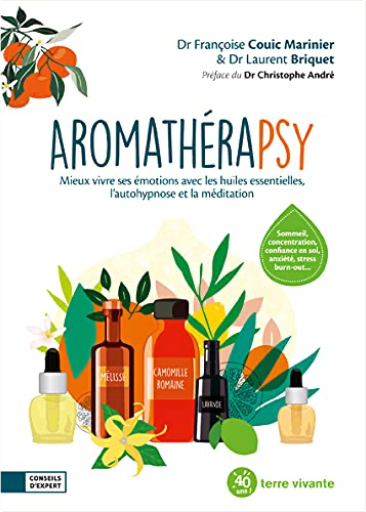 Dr Françoise Couic Marinier
& Dr Laurent Briquet
Préface du Dr Christophe André
AROMATHÉRAPSY
Mieux vivre ses émotions avec les huiles essentielles,
l'autohypnose et la méditation
Sommeil,
concentration,
confiance en soi,
anxiété, stress
burn-out...
MÉLISSE
CAMOMILLE
ROMAINE
LAVANDE
CONSEILS
D'EXPERT
40
ans !
terre vivante